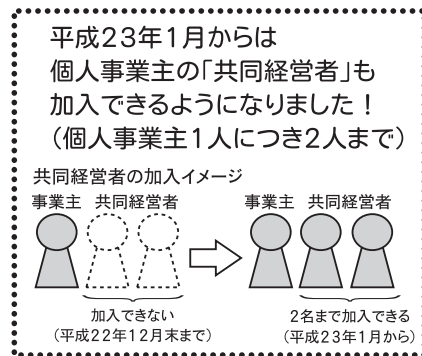 平成23年1月からは
個人事業主の「共同経営者」も
加入できるようになりました！
（個人事業主1人につき2人まで）
共同経営者の加入イメージ
事業主 共同経営者
事業主 共同経営者
加入できない
（平成22年12月末まで）
2名まで加入できる
（平成23年1月から）